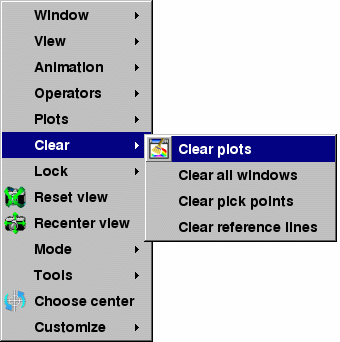 Window
View
Animation
Operators
Plots
Clear
Clear plots
Clear all windows
Clear pick points
Clear reference lines
Lock
Reset view
Recenter view
Mode
Tools
Choose center
Customize